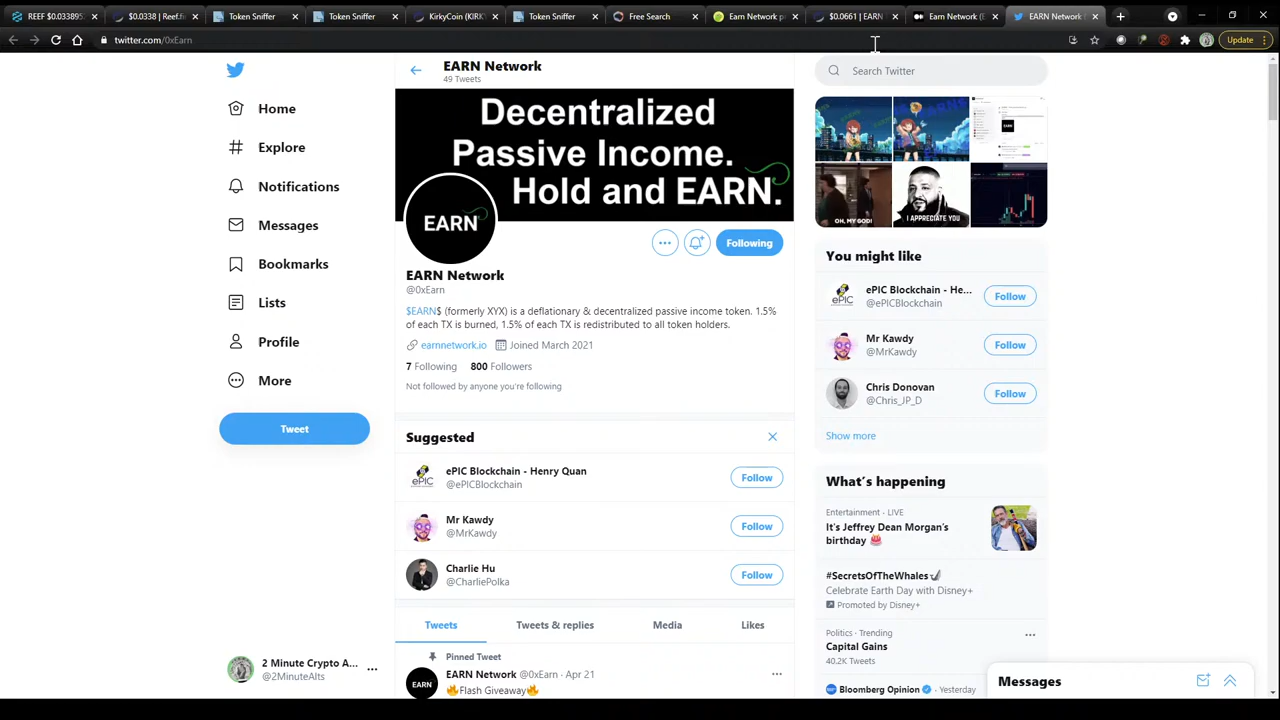 REEF $0.033895
$0.0338 | Reef.fi
Token Sniffer
Token Sniffer
KirkyCoin (KIRKY
Token Sniffer
Free Search
Earn Network p
$0.0661 | EARN
Earn Network (E
EARN Network
twitter.com/0xEarn
Update
Home
Explore
Notifications
Messages
Bookmarks
Lists
Profile
More
Tweet
2 Minute Crypto A...
@2MinuteAlts
EARN Network
49 Tweets
Decentralized
Passive Income.
Hold and EARN.
EARN
Following
EARN Network
@0xEarn
$EARN$ (formerly XYX) is a deflationary & decentralized passive income token. 1.5%
of each TX is burned, 1.5% of each TX is redistributed to all token holders.
earnnetwork.io Joined March 2021
7 Following 800 Followers
Not followed by anyone you're following
Suggested
ePIC Blockchain - Henry Quan
@ePICBlockchain
Follow
Mr Kawdy
@MrKawdy
Follow
Charlie Hu
@CharliePolka
Follow
Tweets Tweets & replies Media Likes
Pinned Tweet
EARN Network @0xEarn · Apr 21
EARN
🔥Flash Giveaway🔥
Search Twitter
OH, MY GOD!
I APPRECIATE YOU
You might like
ePIC Blockchain - He...
@ePICBlockchain
Follow
Mr Kawdy
@MrKawdy
Follow
Chris Donovan
@Chris_JP_D
Follow
Show more
What's happening
Entertainment · LIVE
It's Jeffrey Dean Morgan's
birthday 🎂
#SecretsOfTheWhales
Celebrate Earth Day with Disney+
Promoted by Disney+
Politics · Trending
Capital Gains
40.2K Tweets
Bloomberg Opinion · Yesterday
Messages